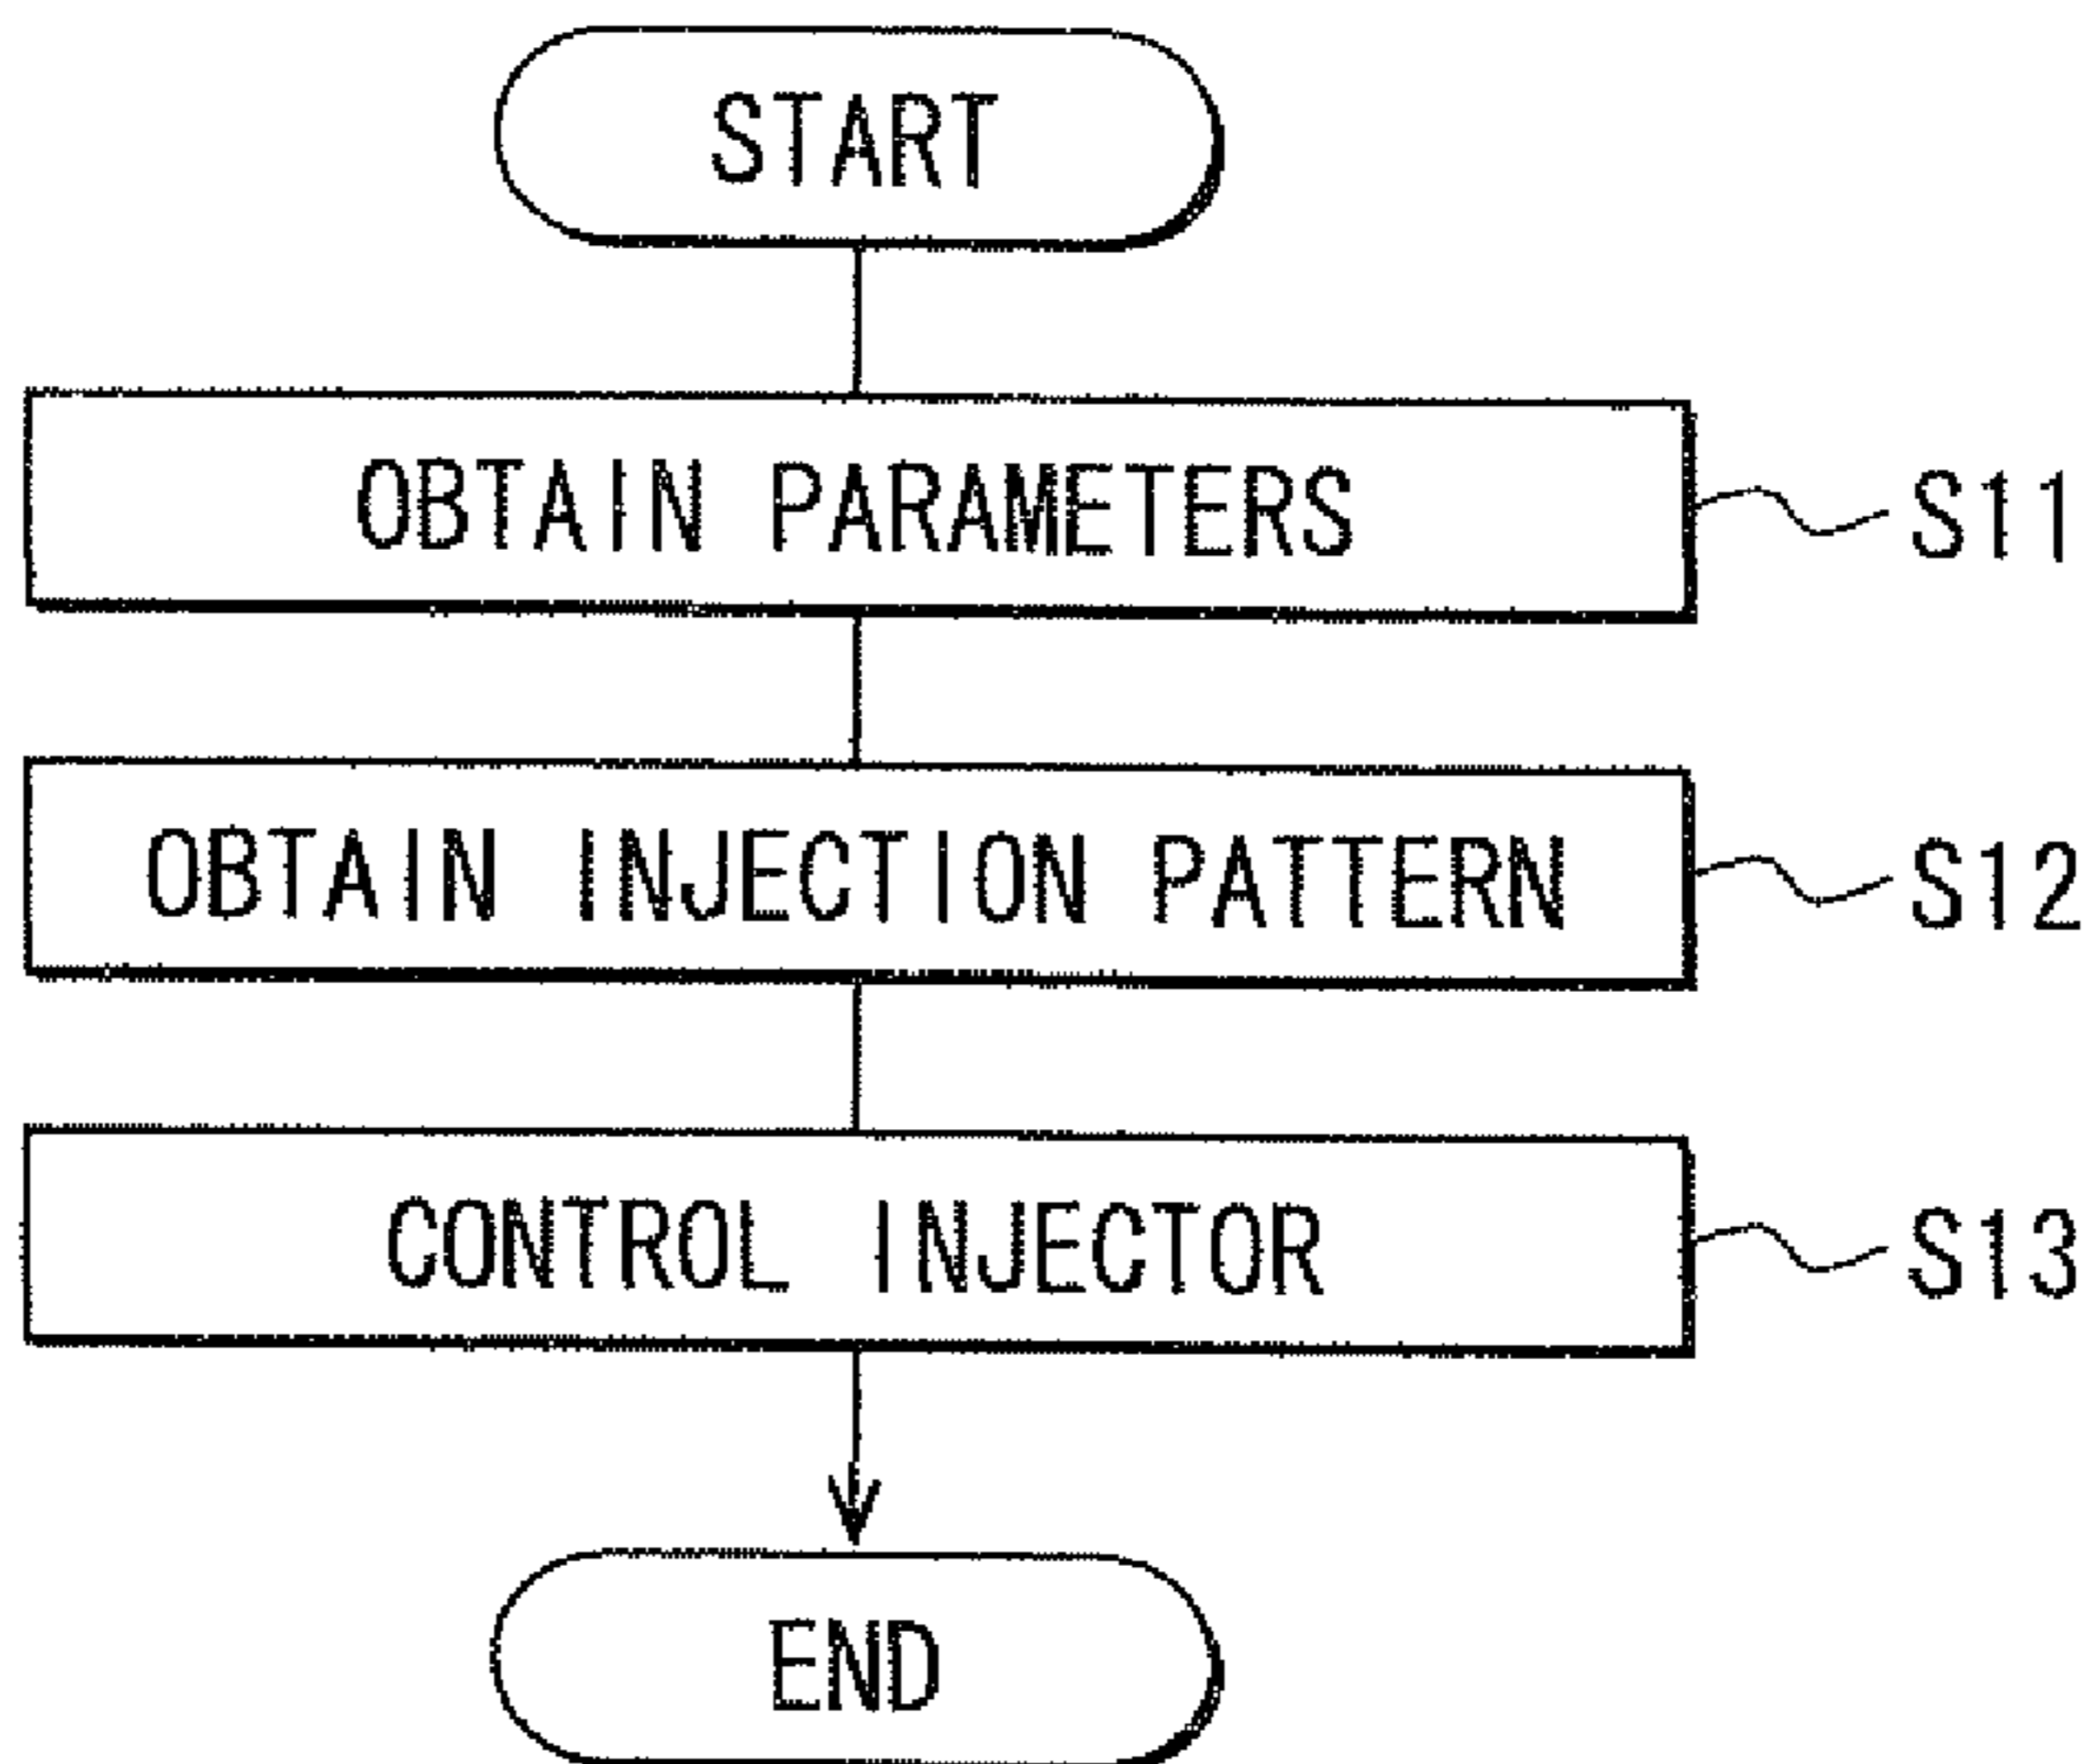 START
OBTAIN PARAMETERS S11
OBTAIN INJECTION PATTERN S12
CONTROL INJECTOR S13
END